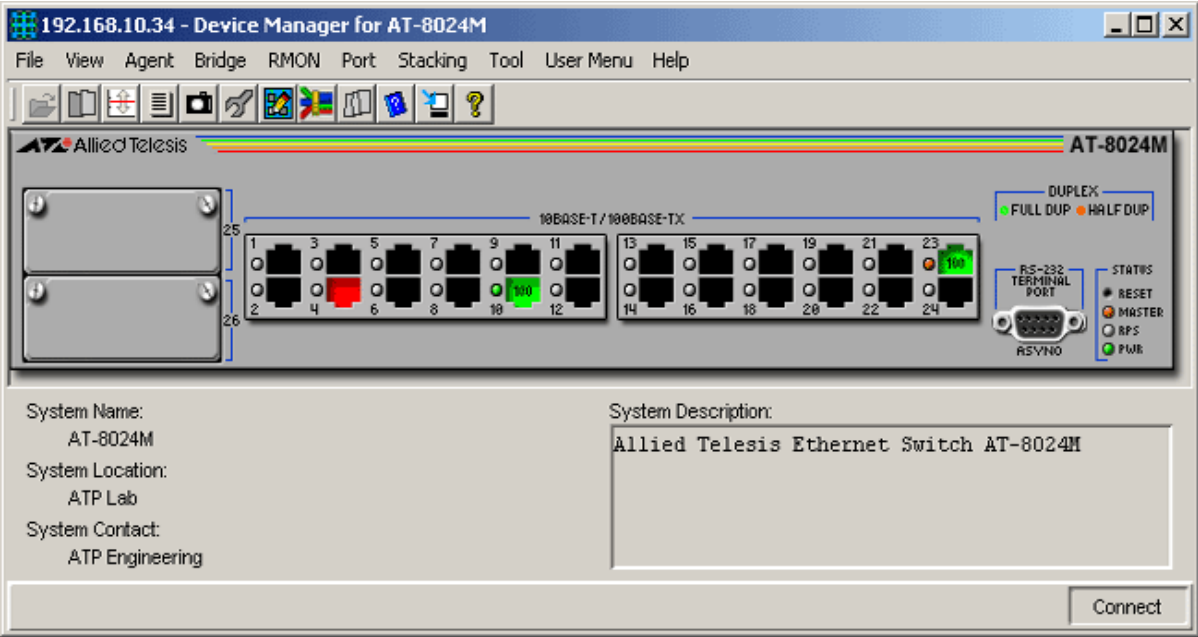 192.168.10.34 - Device Manager for AT-8024M
File View Agent Bridge RMON Port Stacking Tool User Menu Help
Allied Telesis
AT-8024M
DUPLEX
FULL DUP HALF DUP
10BASE-T/100BASE-TX
25
1 3 5 7 9 11 13 15 17 19 21 23
100
100
2 4 6 8 10 12 14 16 18 20 22 24
26
RS-232
TERMINAL
PORT
ASYNO
STATUS
RESET
MASTER
RPS
PWR
System Name:
AT-8024M
System Location:
ATP Lab
System Contact:
ATP Engineering
System Description:
Allied Telesis Ethernet Switch AT-8024M
Connect